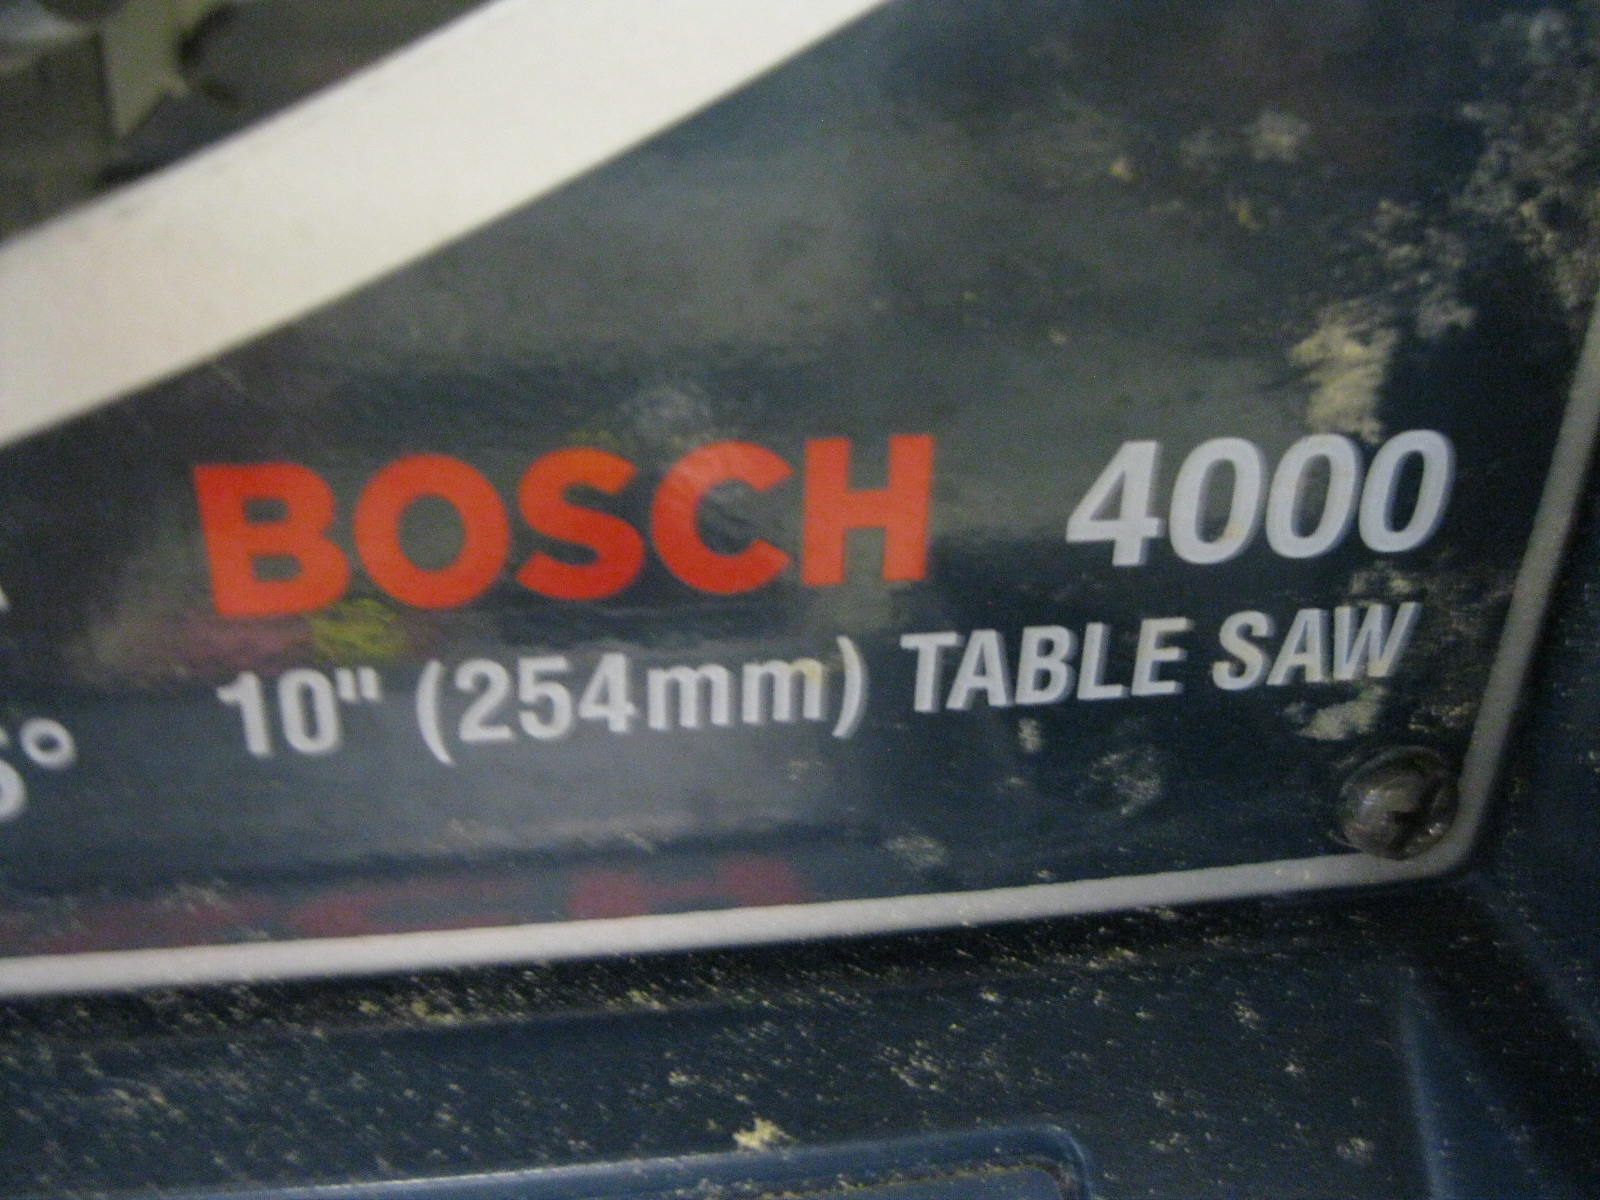 BOSCH 4000
10" (254mm) TABLE SAW